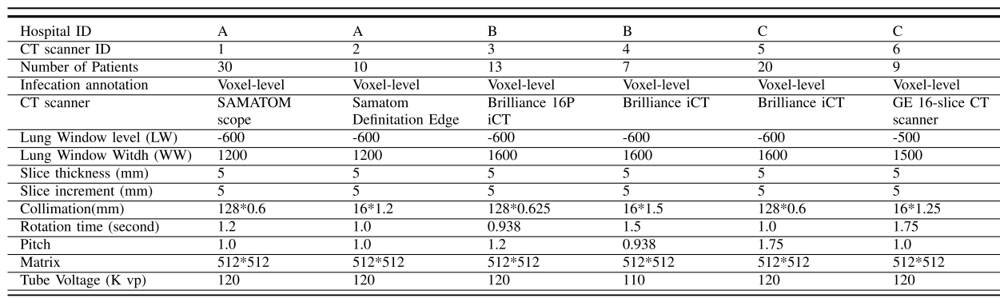 Hospital ID A A B B C C
CT scanner ID 1 2 3 4 5 6
Number of Patients 30 10 13 7 20 9
Infecation annotation Voxel-level Voxel-level Voxel-level Voxel-level Voxel-level Voxel-level
CT scanner SAMATOM Samatom Brilliance 16P Brilliance iCT Brilliance iCT GE 16-slice CT
scope Definitation Edge iCT scanner
Lung Window level (LW) -600 -600 -600 -600 -600 -500
Lung Window Witdh (WW) 1200 1200 1600 1600 1600 1500
Slice thickness (mm) 5 5 5 5 5 5
Slice increment (mm) 5 5 5 5 5 5
Collimation(mm) 128*0.6 16*1.2 128*0.625 16*1.5 128*0.6 16*1.25
Rotation time (second) 1.2 1.0 0.938 1.5 1.0 1.75
Pitch 1.0 1.0 1.2 0.938 1.75 1.0
Matrix 512*512 512*512 512*512 512*512 512*512 512*512
Tube Voltage (K vp) 120 120 120 110 120 120